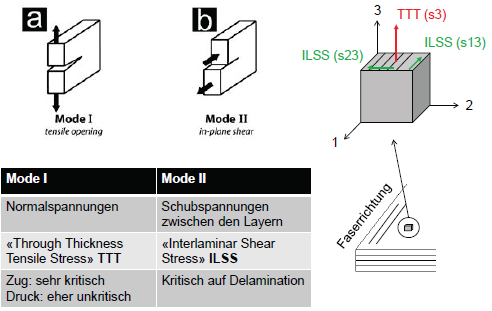 a
b
Mode I
tensile opening
Mode II
in-plane shear
3
TTT (s3)
ILSS (s23)
ILSS (s13)
2
1
Faserrichtung
Mode I
Mode II
Normalspannungen
Schubspannungen
zwischen den Layern
«Through Thickness
Tensile Stress» TTT
«Interlaminar Shear
Stress» ILSS
Zug: sehr kritisch
Druck: eher unkritisch
Kritisch auf Delamination